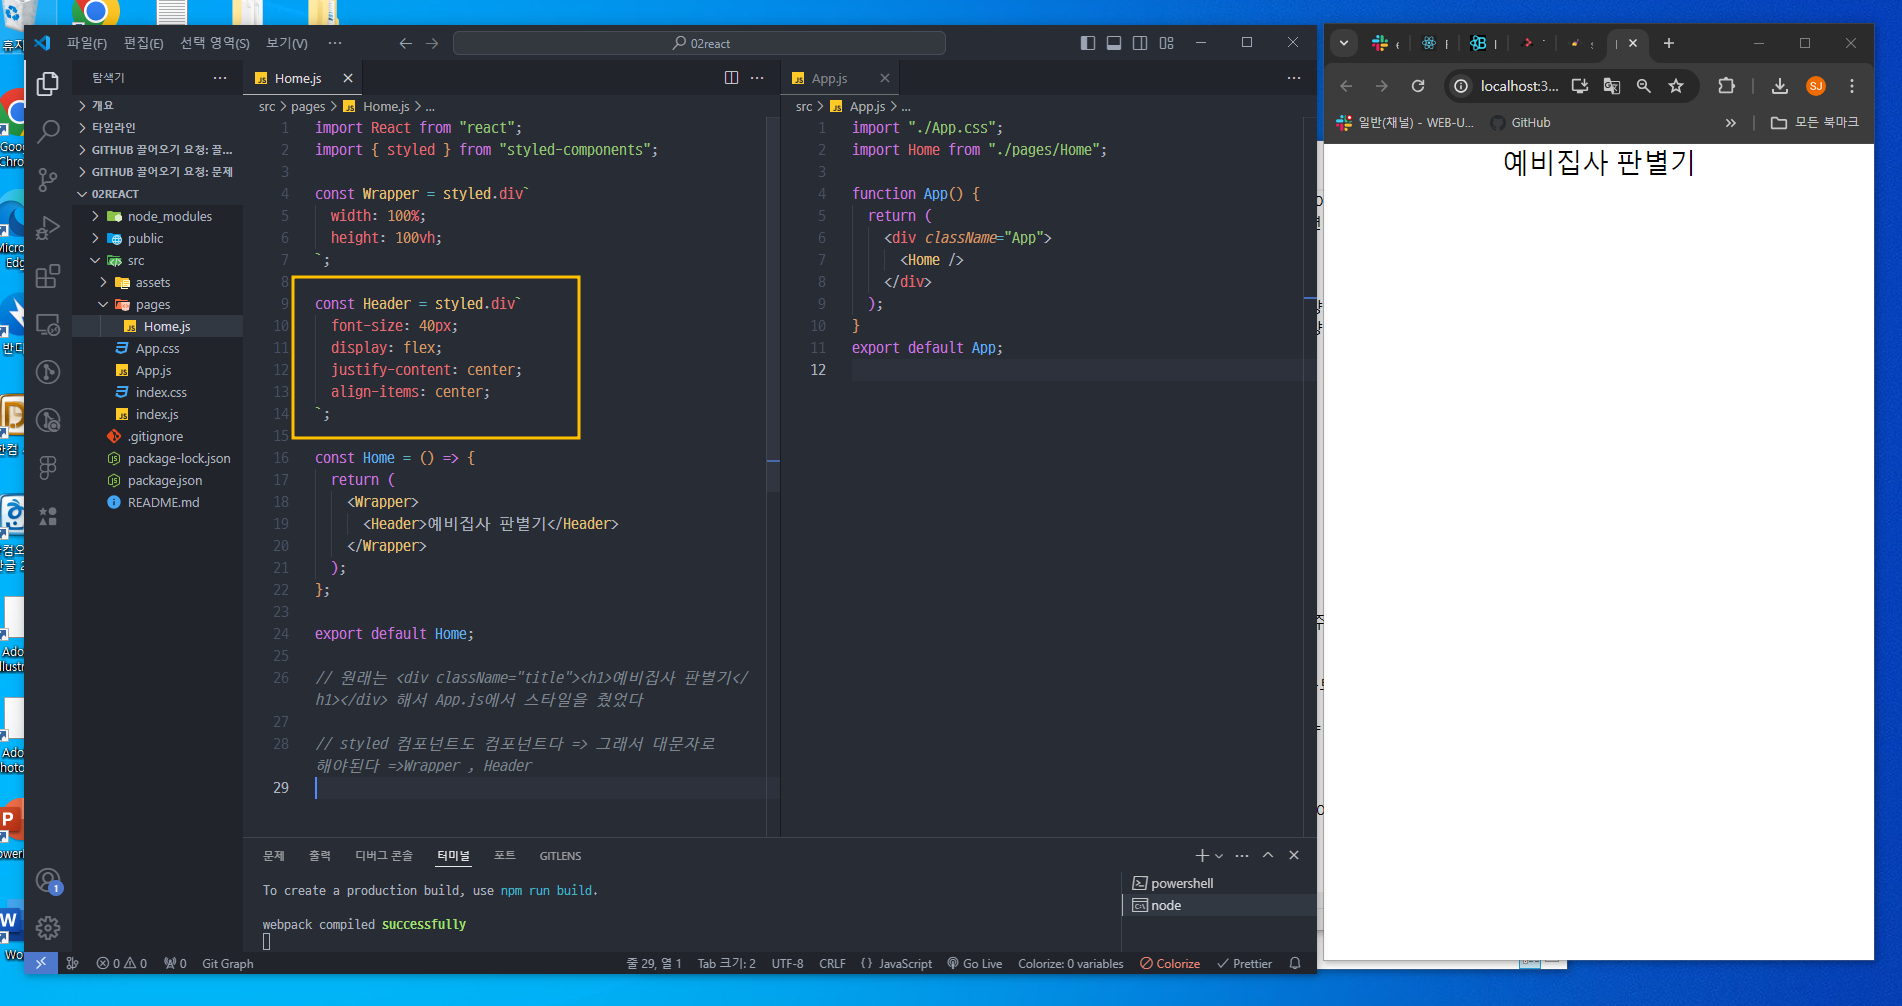 파일(F) 편집(E) 선택 영역(S) 보기(V) ··· 02react
탐색기
개요
타임라인
GITHUB 끌어오기 요청: 끌...
GITHUB 끌어오기 요청: 문제
02REACT
node_modules
public
src
assets
pages
Home.js
App.css
App.js
index.css
index.js
.gitignore
package-lock.json
package.json
README.md
Home.js
src > pages > Home.js > ...
1 import React from "react";
2 import { styled } from "styled-components";
3
4 const Wrapper = styled.div`
5 width: 100%;
6 height: 100vh;
7 `;
8
9 const Header = styled.div`
10 font-size: 40px;
11 display: flex;
12 justify-content: center;
13 align-items: center;
14 `;
15
16 const Home = () => {
17 return (
18 <Wrapper>
19 <Header>예비집사 판별기</Header>
20 </Wrapper>
21 );
22 };
23
24 export default Home;
25
26 // 원래는 <div className="title"><h1>예비집사 판별기</
h1></div> 해서 App.js에서 스타일을 줬었다
27
28 // styled 컴포넌트도 컴포넌트다 => 그래서 대문자로
해야된다 =>Wrapper , Header
29
App.js
src > App.js > ...
1 import "./App.css";
2 import Home from "./pages/Home";
3
4 function App() {
5 return (
6 <div className="App">
7 <Home />
8 </div>
9 );
10 }
11 export default App;
12
문제 출력 디버그 콘솔 터미널 포트 GITLENS
To create a production build, use npm run build.
webpack compiled successfully
powershell
node
0 0 0 Git Graph 줄 29, 열 1 Tab 크기: 2 UTF-8 CRLF { } JavaScript Go Live Colorize: 0 variables Colorize Prettier
1
localhost:3... SJ
일반(채널) - WEB-U... GitHub 모든 북마크
예비집사 판별기